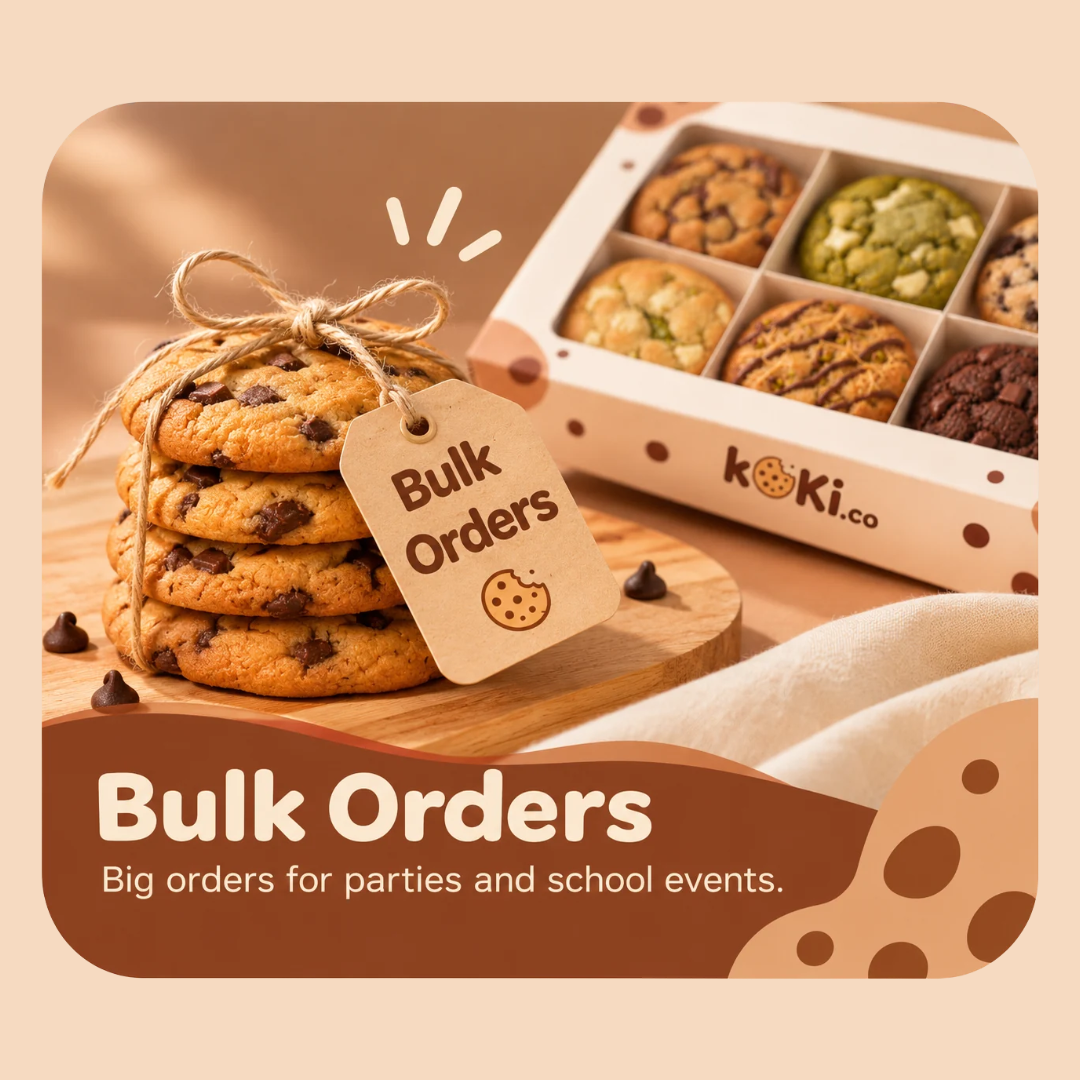 Bulk
Orders
koKi.co
Bulk Orders
Big orders for parties and school events.